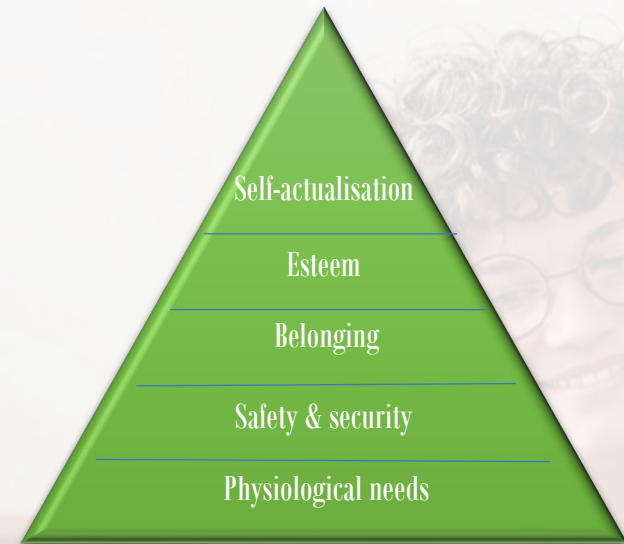 Self-actualisation
Esteem
Belonging
Safety & security
Physiological needs